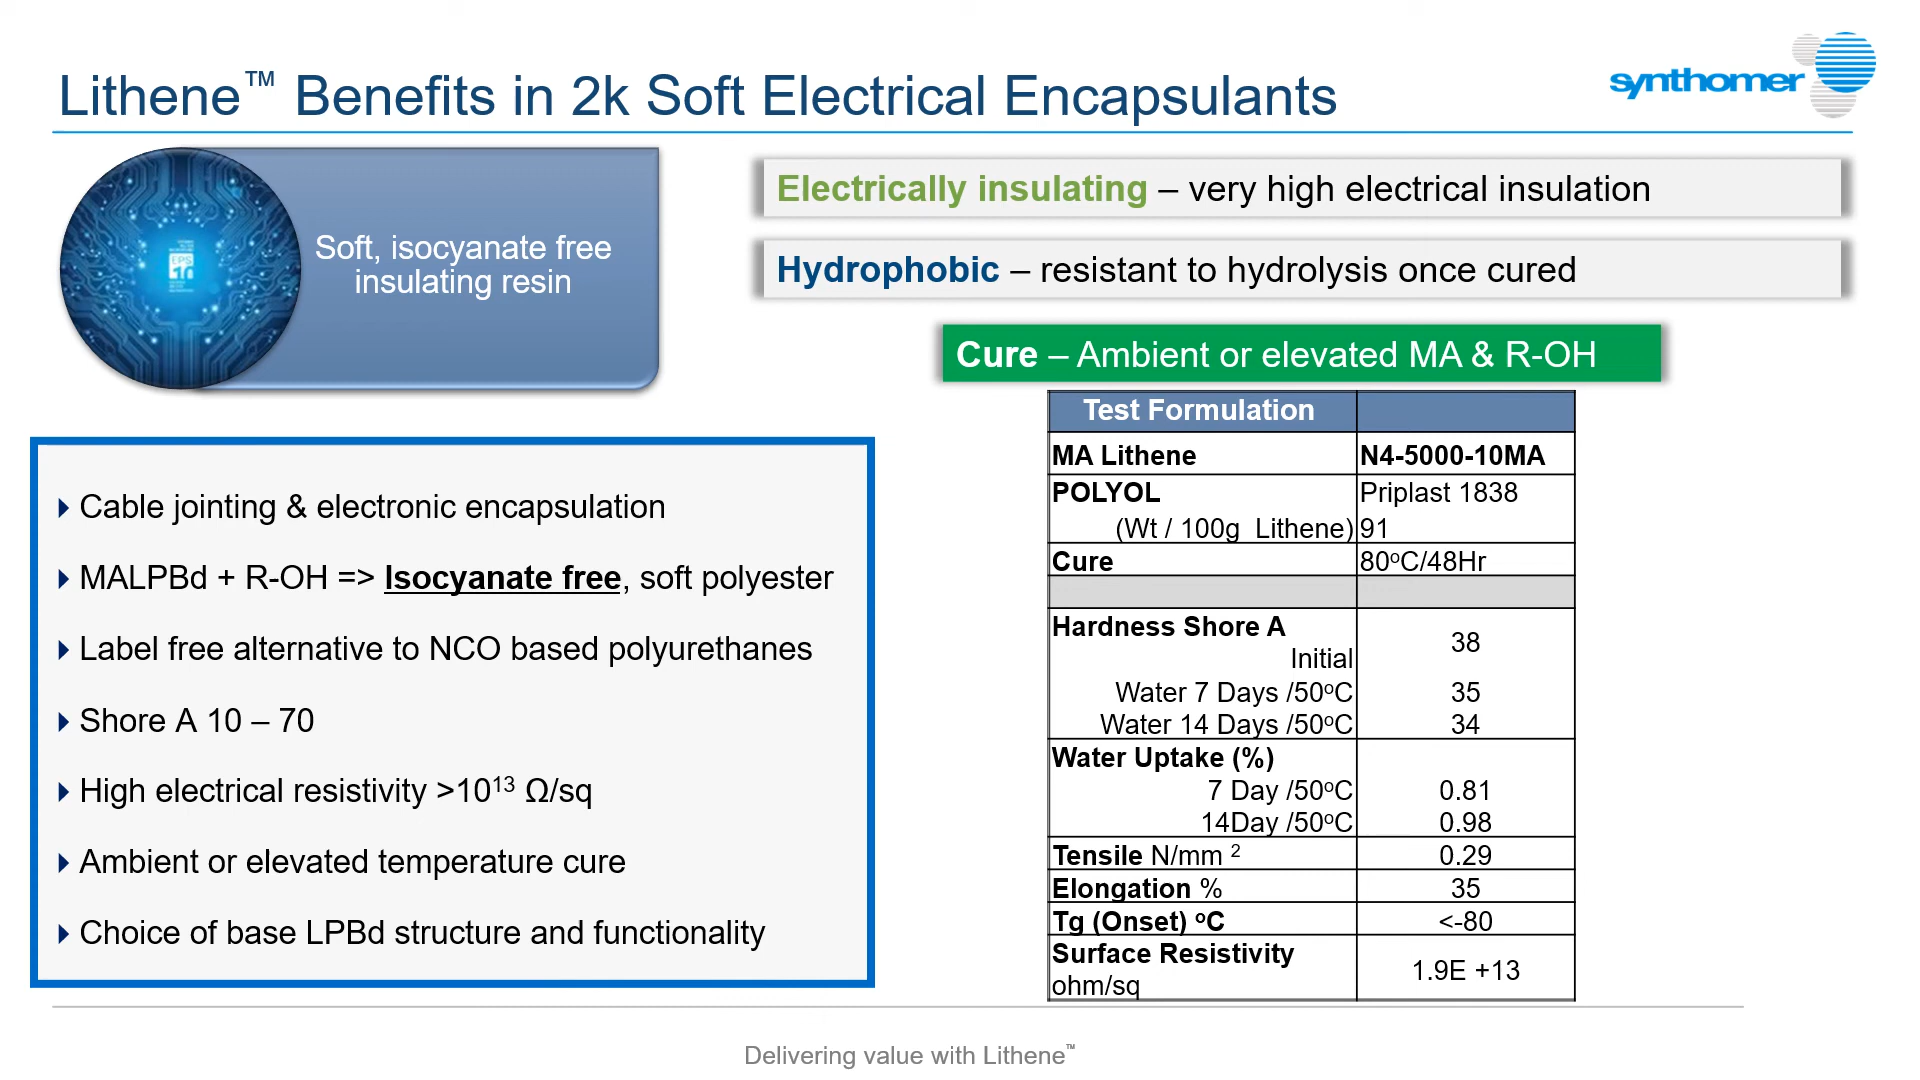 Lithene™ Benefits in 2k Soft Electrical Encapsulants
synthomer
Soft, isocyanate free
insulating resin
EPS
10
Electrically insulating – very high electrical insulation
Hydrophobic – resistant to hydrolysis once cured
Cure – Ambient or elevated MA & R-OH
Cable jointing & electronic encapsulation
MALPBd + R-OH => Isocyanate free, soft polyester
Label free alternative to NCO based polyurethanes
Shore A 10 – 70
High electrical resistivity >10¹³ Ω/sq
Ambient or elevated temperature cure
Choice of base LPBd structure and functionality
Test Formulation
MA Lithene N4-5000-10MA
POLYOL Priplast 1838
(Wt / 100g Lithene) 91
Cure 80ºC/48Hr
Hardness Shore A
Initial 38
Water 7 Days /50ºC 35
Water 14 Days /50ºC 34
Water Uptake (%)
7 Day /50ºC 0.81
14Day /50ºC 0.98
Tensile N/mm ² 0.29
Elongation % 35
Tg (Onset) ºC <-80
Surface Resistivity
ohm/sq 1.9E +13
Delivering value with Lithene™